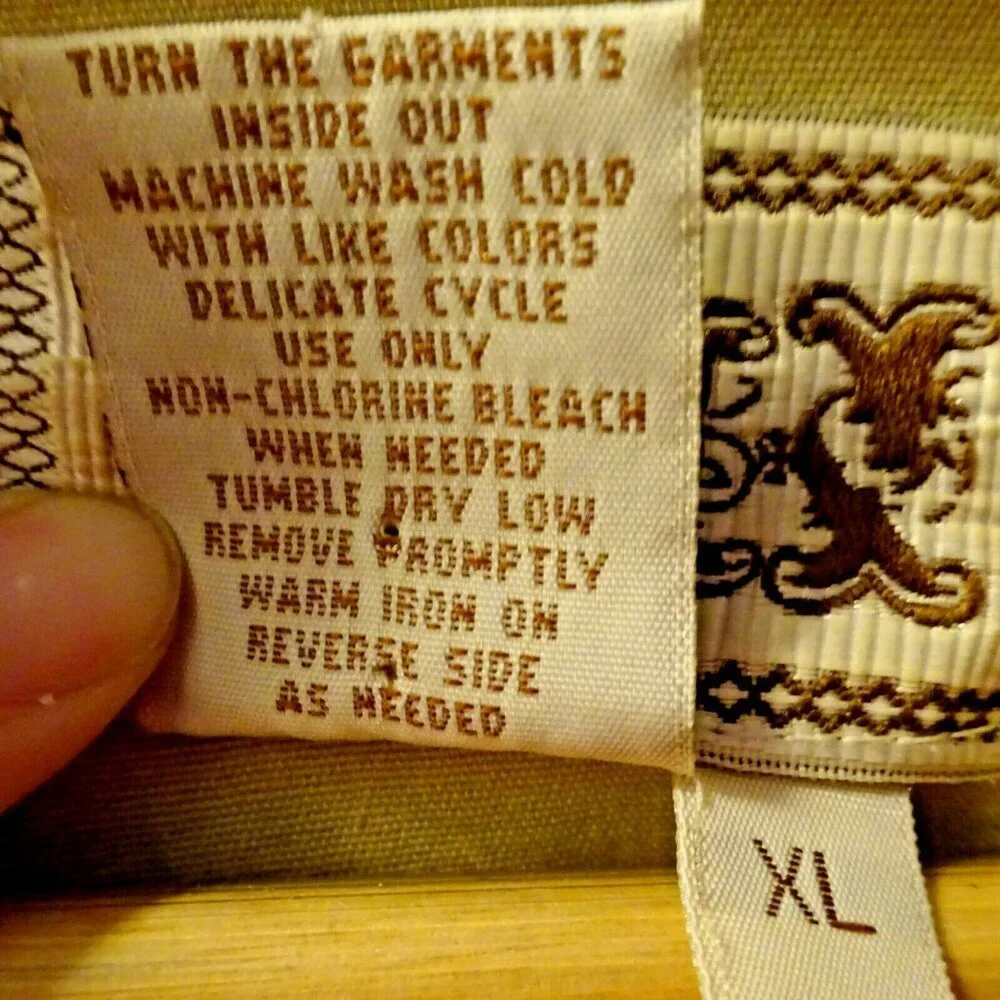 TURN THE GARMENTS
INSIDE OUT
MACHINE WASH COLD
WITH LIKE COLORS
DELICATE CYCLE
USE ONLY
NON-CHLORINE BLEACH
WHEN NEEDED
TUMBLE DRY LOW
REMOVE PROMPTLY
WARM IRON ON
REVERSE SIDE
AS NEEDED
XL